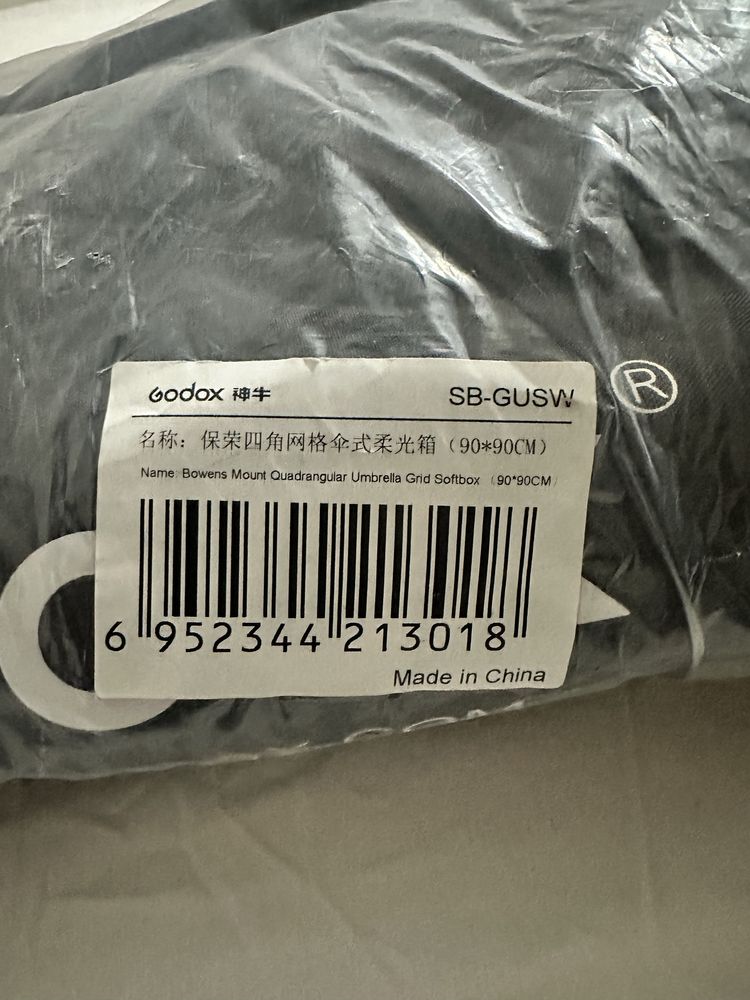 Godox 神牛 SB-GUSW
®
名称：保荣四角网格伞式柔光箱（90*90CM）
Name: Bowens Mount Quadrangular Umbrella Grid Softbox （90*90CM）
6 952344 213018
Made in China